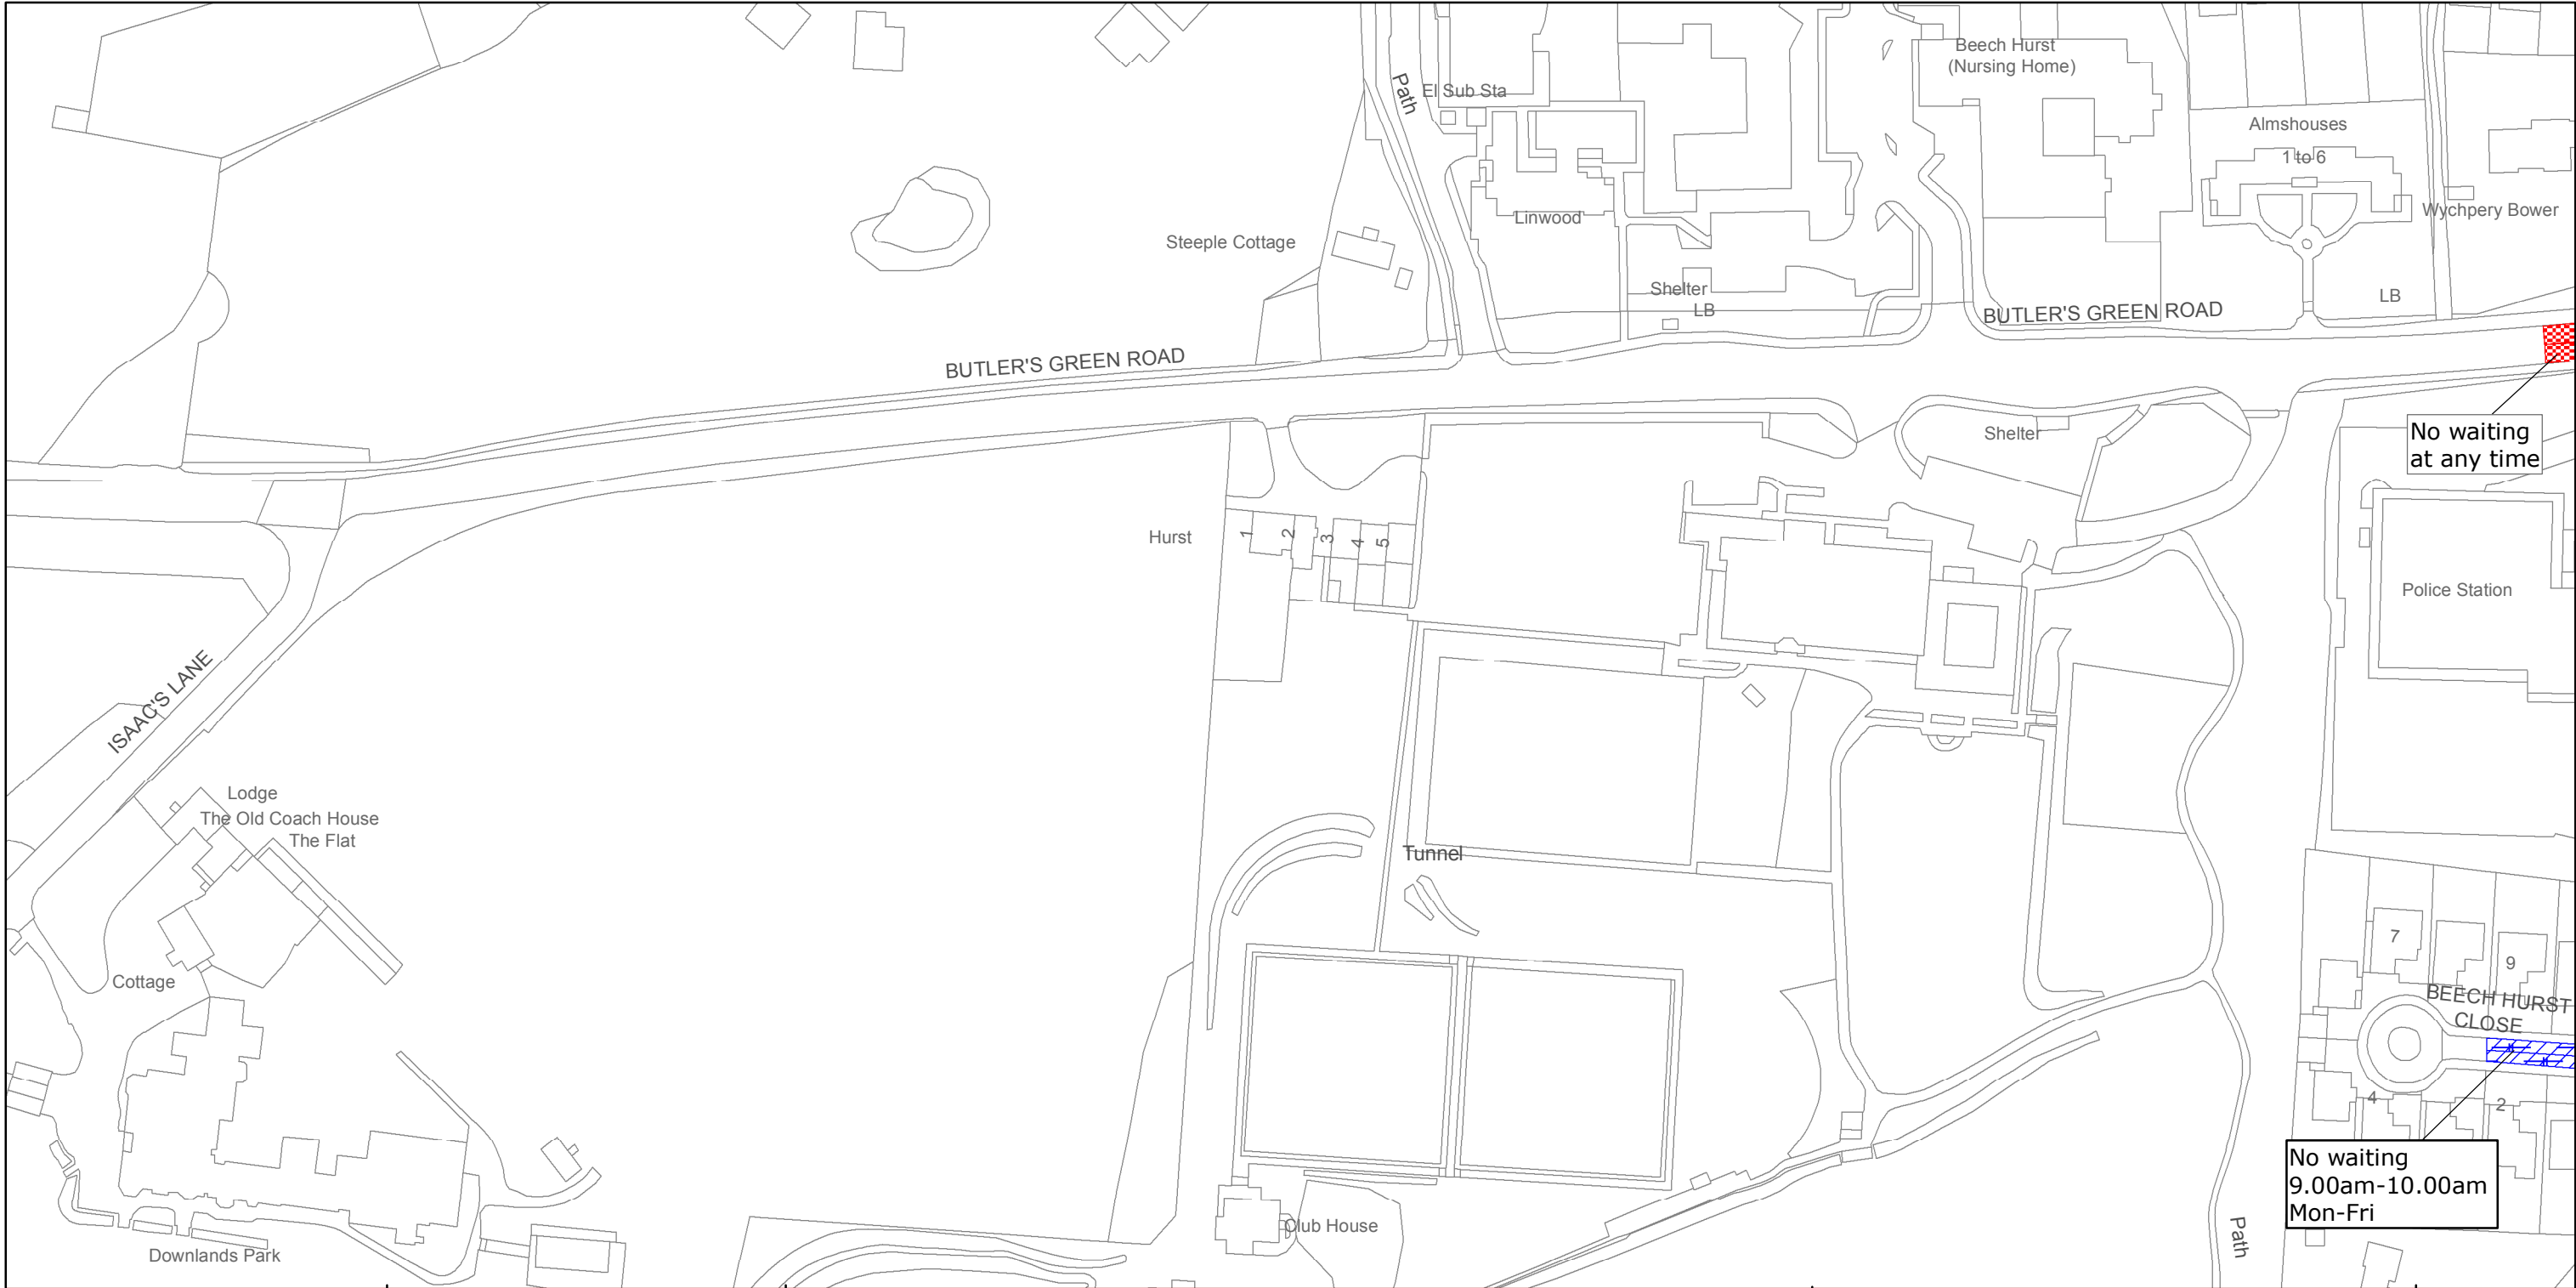 Beech Hurst
(Nursing Home)
Path
El Sub Sta
Almshouses
1 to 6
Linwood
Wychpery Bower
Steeple Cottage
Shelter
LB
LB
BUTLER'S GREEN ROAD
BUTLER'S GREEN ROAD
Shelter
No waiting
at any time
Hurst
1
2
3
4
5
Police Station
ISAAC'S LANE
Lodge
The Old Coach House
The Flat
Tunnel
Cottage
7
9
BEECH HURST
CLOSE
4
2
No waiting
9.00am-10.00am
Mon-Fri
Club House
Path
Downlands Park